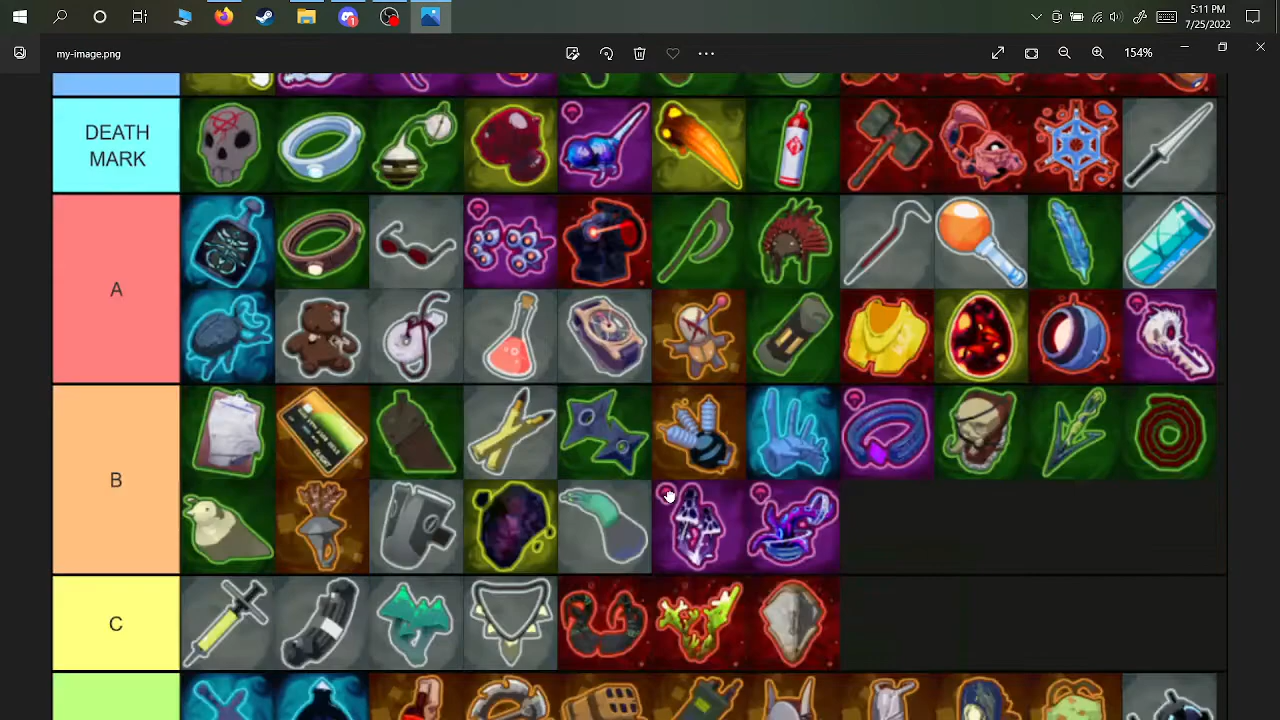 5:11 PM
7/25/2022
my-image.png
154%
DEATH
MARK
A
B
C